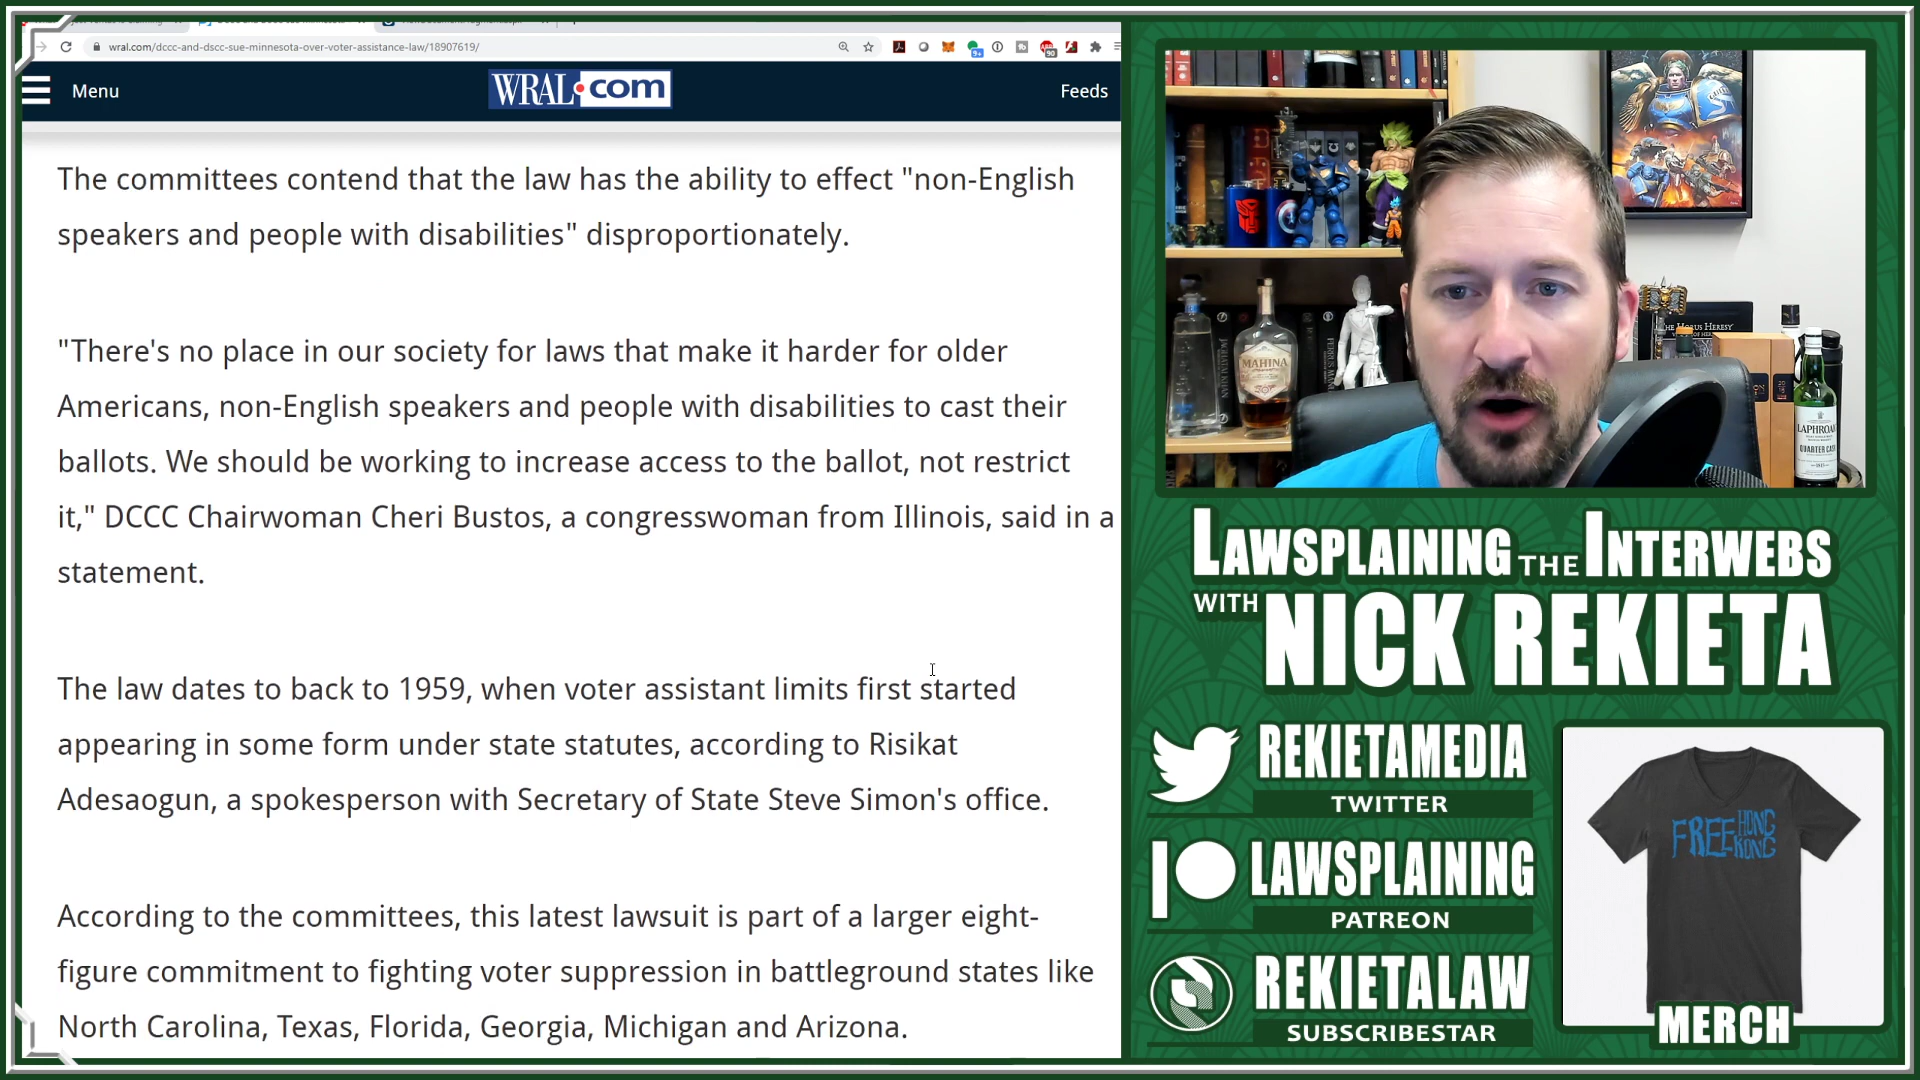 wral.com/dccc-and-dscc-sue-minnesota-over-voter-assistance-law/18907619/
Menu
WRAL.com
Feeds
The committees contend that the law has the ability to effect "non-English
speakers and people with disabilities" disproportionately.
"There's no place in our society for laws that make it harder for older
Americans, non-English speakers and people with disabilities to cast their
ballots. We should be working to increase access to the ballot, not restrict
it," DCCC Chairwoman Cheri Bustos, a congresswoman from Illinois, said in a
statement.
The law dates to back to 1959, when voter assistant limits first started
appearing in some form under state statutes, according to Risikat
Adesaogun, a spokesperson with Secretary of State Steve Simon's office.
According to the committees, this latest lawsuit is part of a larger eight-
figure commitment to fighting voter suppression in battleground states like
North Carolina, Texas, Florida, Georgia, Michigan and Arizona.
MAHINA
THE HORUS HERESY
LAPHROAIG
QUARTER CASK
LAWSPLAINING THE INTERWEBS
WITH NICK REKIETA
REKIETAMEDIA
TWITTER
LAWSPLAINING
PATREON
REKIETALAW
SUBSCRIBESTAR
FREE HONG
KONG
MERCH